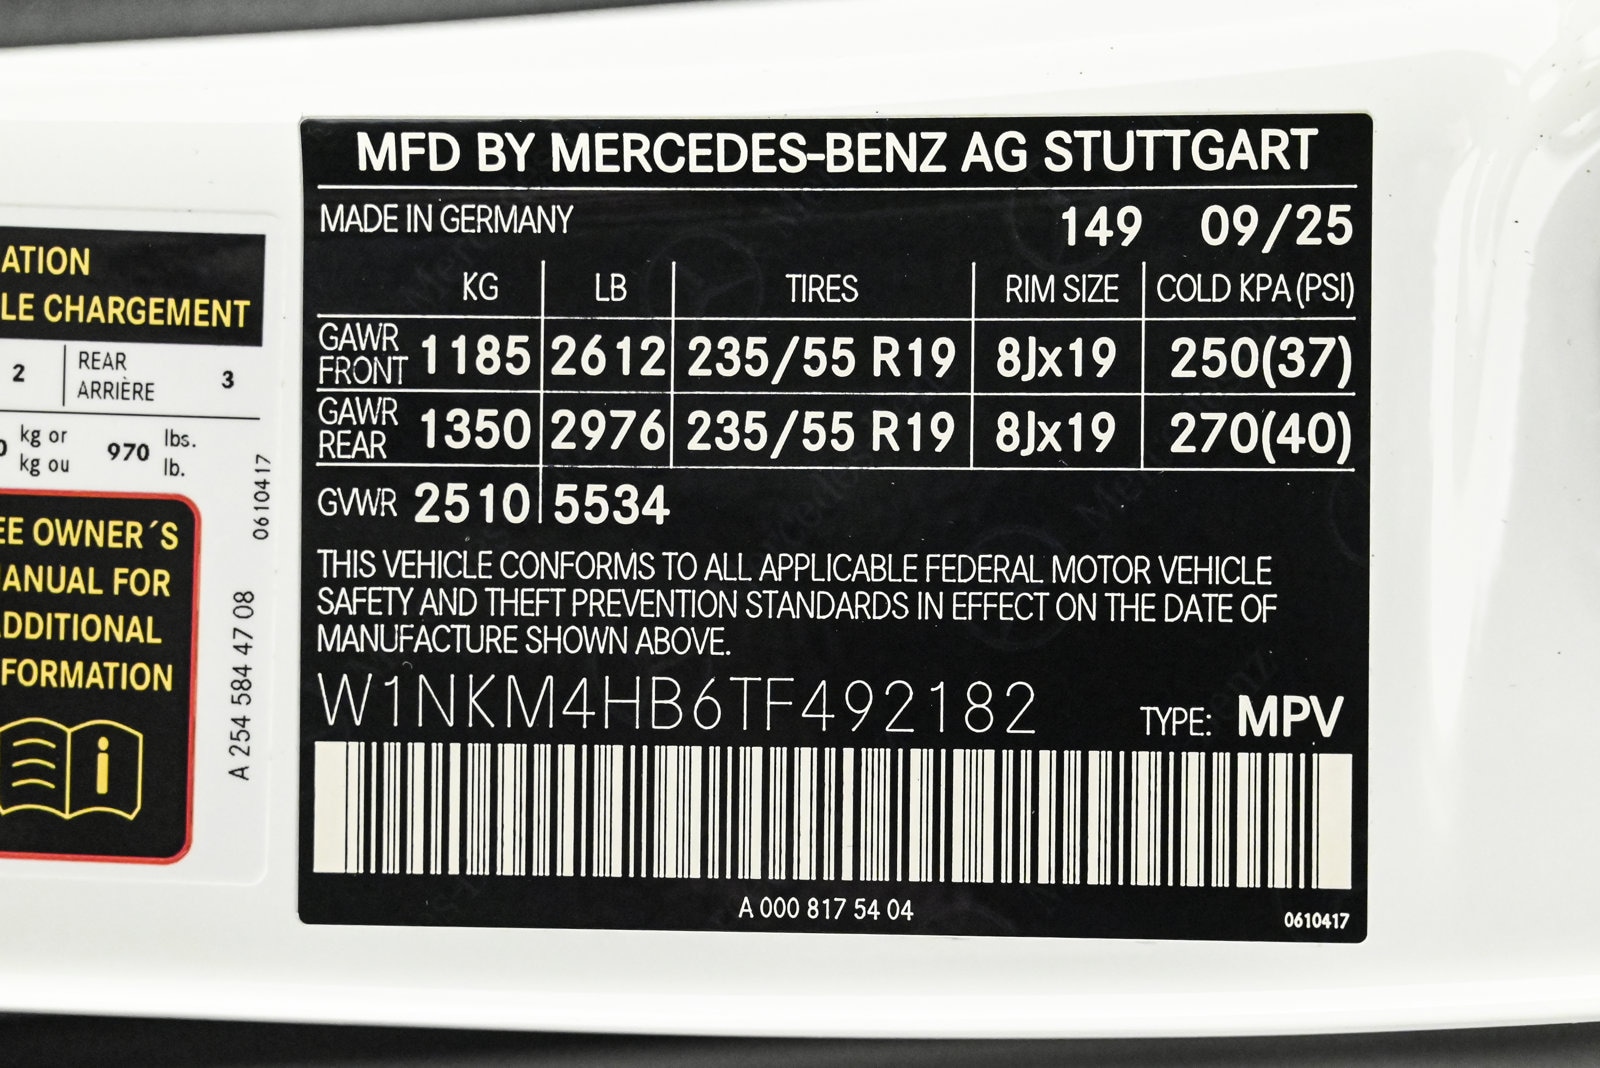 ATION
LE CHARGEMENT
2 REAR ARRIÈRE 3
kg or
kg ou
970 lbs.
lb.
0610417
EE OWNER´S
ANUAL FOR
DDITIONAL
FORMATION
A 254 584 47 08
MFD BY MERCEDES-BENZ AG STUTTGART
MADE IN GERMANY 149 09/25
KG LB TIRES RIM SIZE COLD KPA (PSI)
GAWR FRONT 1185 2612 235/55 R19 8Jx19 250(37)
GAWR REAR 1350 2976 235/55 R19 8Jx19 270(40)
GVWR 2510 5534
THIS VEHICLE CONFORMS TO ALL APPLICABLE FEDERAL MOTOR VEHICLE
SAFETY AND THEFT PREVENTION STANDARDS IN EFFECT ON THE DATE OF
MANUFACTURE SHOWN ABOVE.
W1NKM4HB6TF492182 TYPE: MPV
A 000 817 54 04
0610417